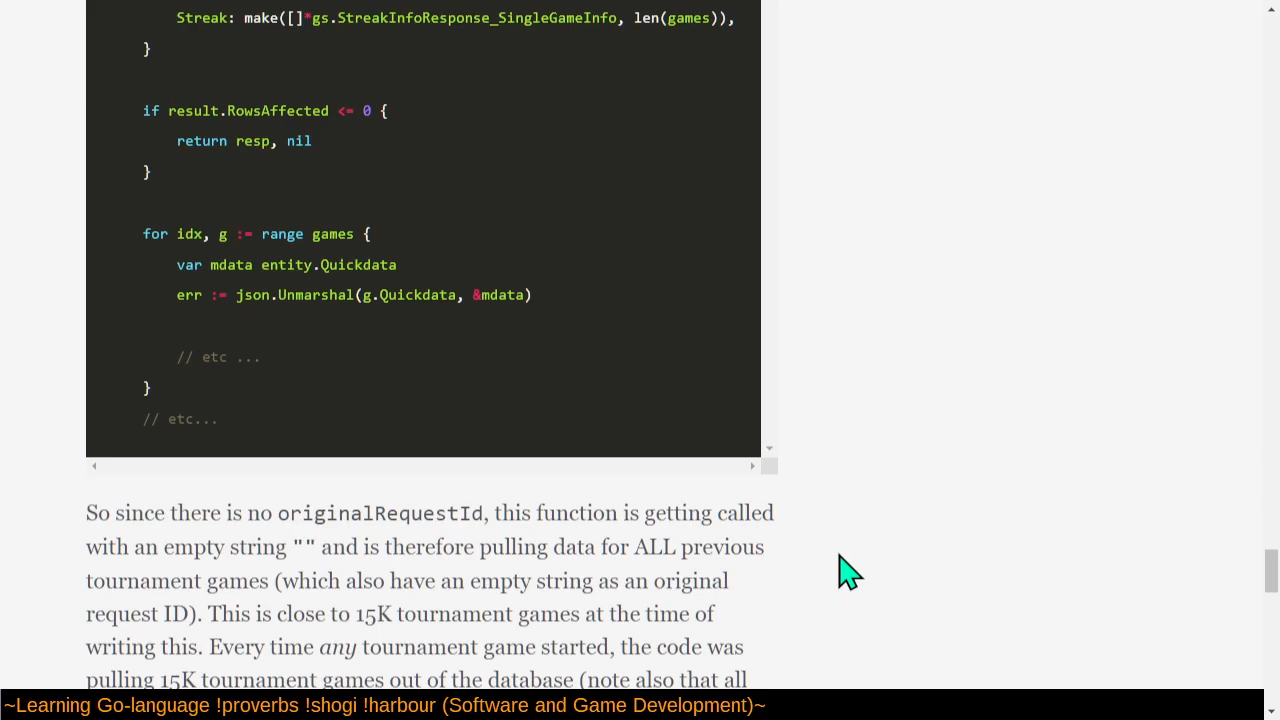 Streak: make([]*gs.StreakInfoResponse_SingleGameInfo, len(games)),
}
if result.RowsAffected <= 0 {
return resp, nil
}
for idx, g := range games {
var mdata entity.Quickdata
err := json.Unmarshal(g.Quickdata, &mdata)
// etc ...
}
// etc...
So since there is no originalRequestId, this function is getting called
with an empty string "" and is therefore pulling data for ALL previous
tournament games (which also have an empty string as an original
request ID). This is close to 15K tournament games at the time of
writing this. Every time any tournament game started, the code was
pulling 15K tournament games out of the database (note also that all
~Learning Go-language !proverbs !shogi !harbour (Software and Game Development)~